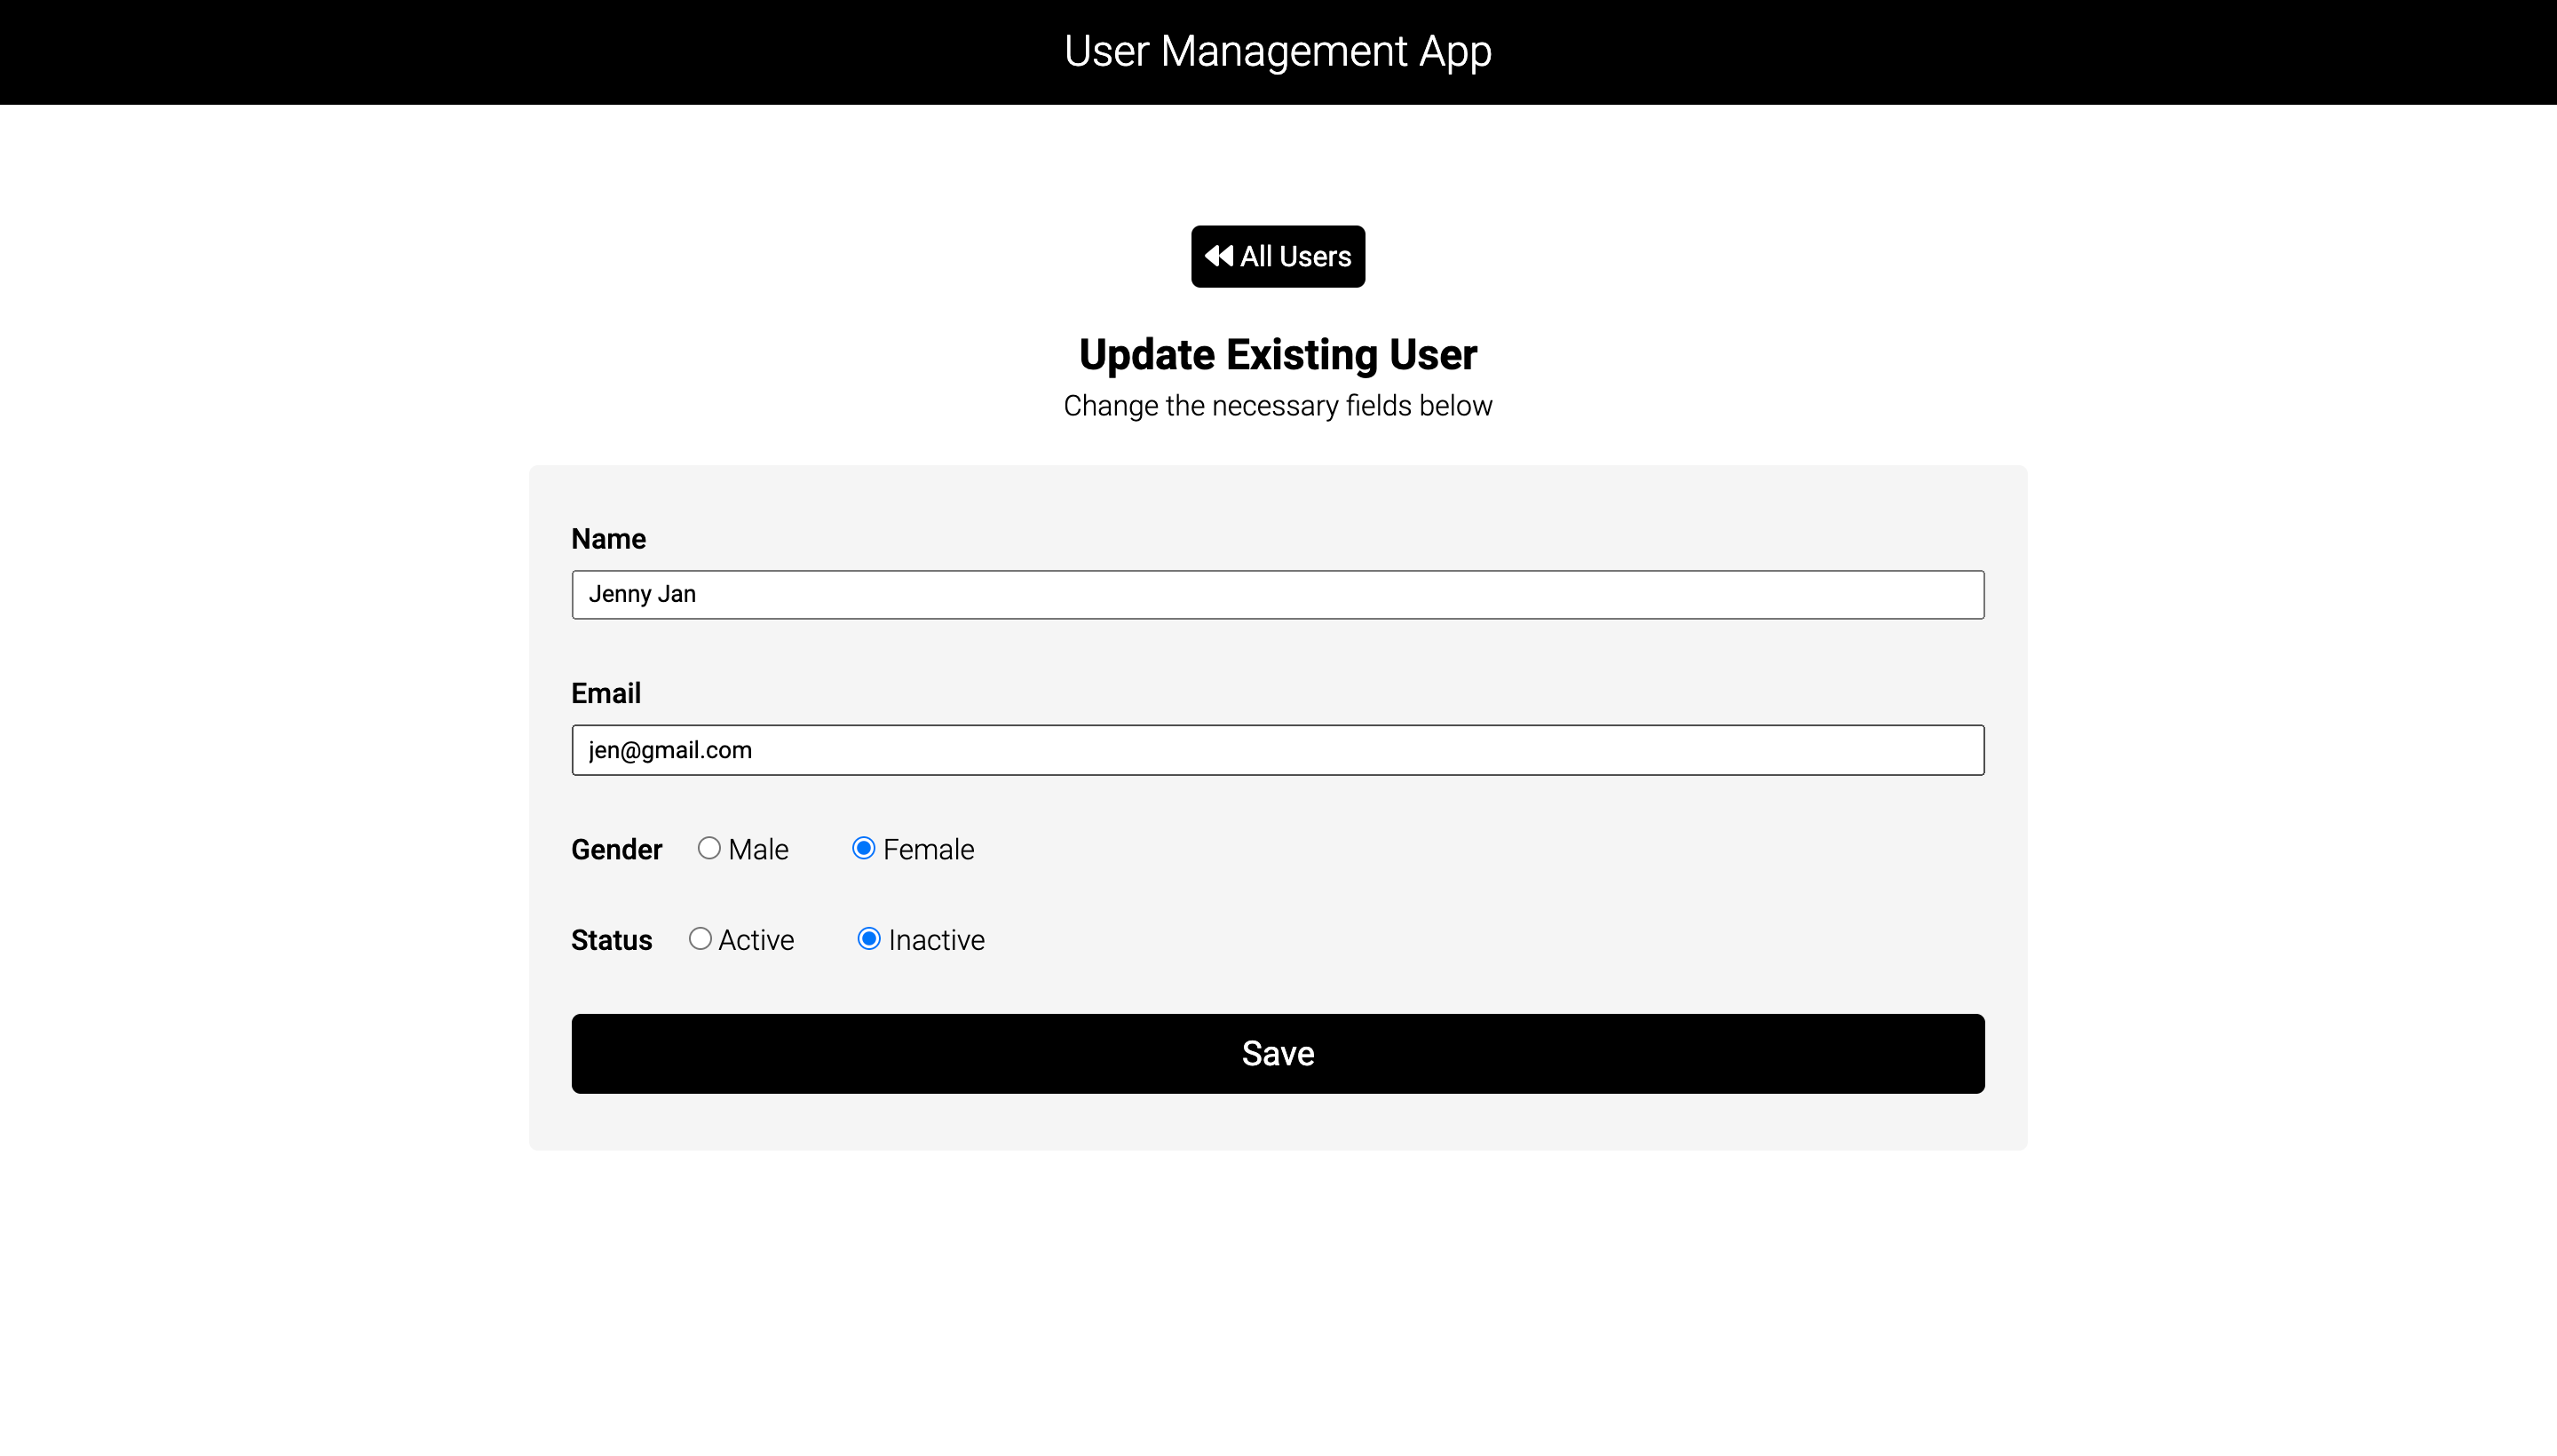 User Management App
All Users
Update Existing User
Change the necessary fields below
Name
Jenny Jan
Email
jen@gmail.com
Gender Male Female
Status Active Inactive
Save